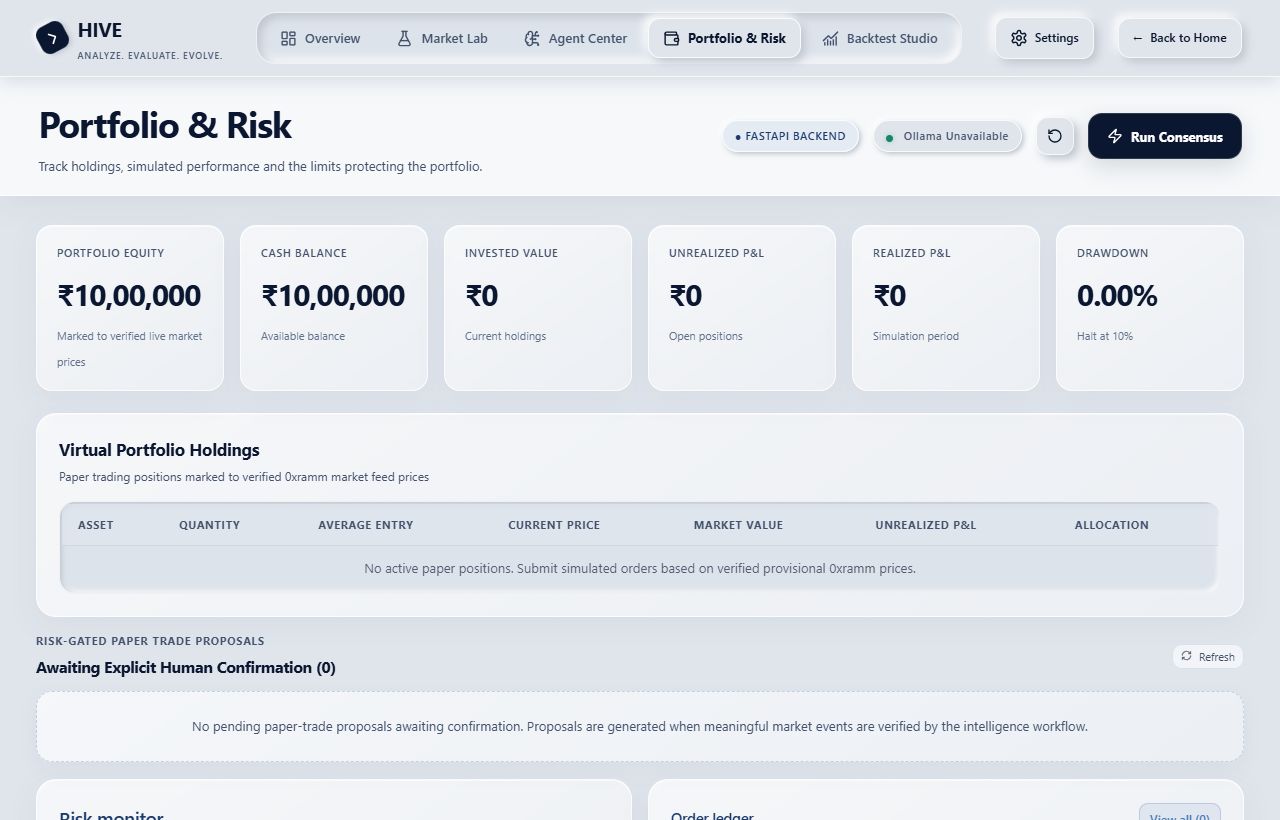 HIVE
ANALYZE. EVALUATE. EVOLVE.
Overview
Market Lab
Agent Center
Portfolio & Risk
Backtest Studio
Settings
← Back to Home
Portfolio & Risk
Track holdings, simulated performance and the limits protecting the portfolio.
● FASTAPI BACKEND
Ollama Unavailable
Run Consensus
PORTFOLIO EQUITY
₹10,00,000
Marked to verified live market
prices
CASH BALANCE
₹10,00,000
Available balance
INVESTED VALUE
₹0
Current holdings
UNREALIZED P&L
₹0
Open positions
REALIZED P&L
₹0
Simulation period
DRAWDOWN
0.00%
Halt at 10%
Virtual Portfolio Holdings
Paper trading positions marked to verified 0xramm market feed prices
ASSET QUANTITY AVERAGE ENTRY CURRENT PRICE MARKET VALUE UNREALIZED P&L ALLOCATION
No active paper positions. Submit simulated orders based on verified provisional 0xramm prices.
RISK-GATED PAPER TRADE PROPOSALS
Awaiting Explicit Human Confirmation (0)
Refresh
No pending paper-trade proposals awaiting confirmation. Proposals are generated when meaningful market events are verified by the intelligence workflow.
Risk monitor
Order ledger
View all (0)